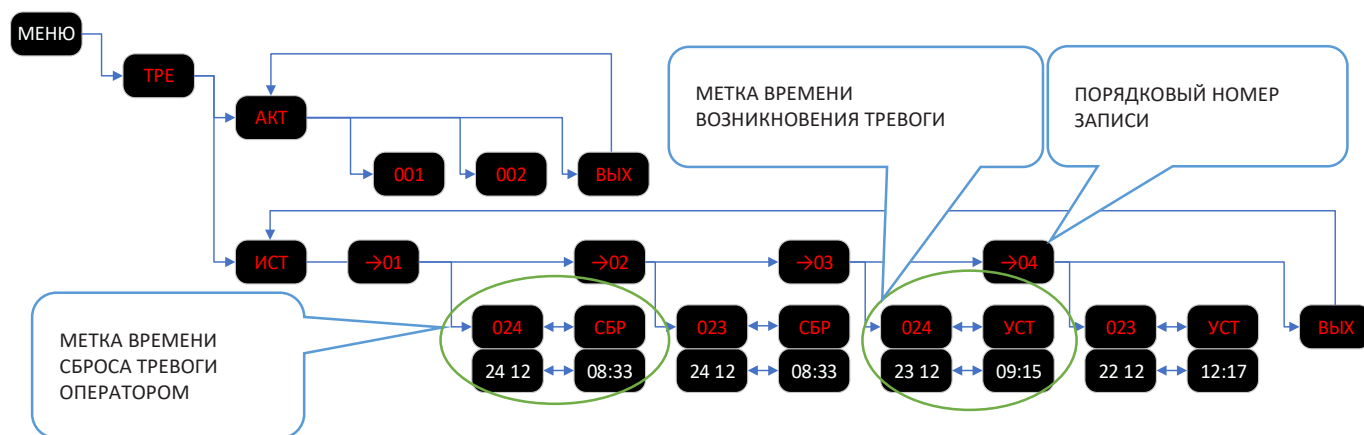 МЕНЮ
ТРЕ
АКТ
001
002
ВЫХ
МЕТКА ВРЕМЕНИ
ВОЗНИКНОВЕНИЯ ТРЕВОГИ
ПОРЯДКОВЫЙ НОМЕР
ЗАПИСИ
ИСТ
→01
→02
→03
→04
024
СБР
023
СБР
024
УСТ
023
УСТ
ВЫХ
24 12
08:33
24 12
08:33
23 12
09:15
22 12
12:17
МЕТКА ВРЕМЕНИ
СБРОСА ТРЕВОГИ
ОПЕРАТОРОМ